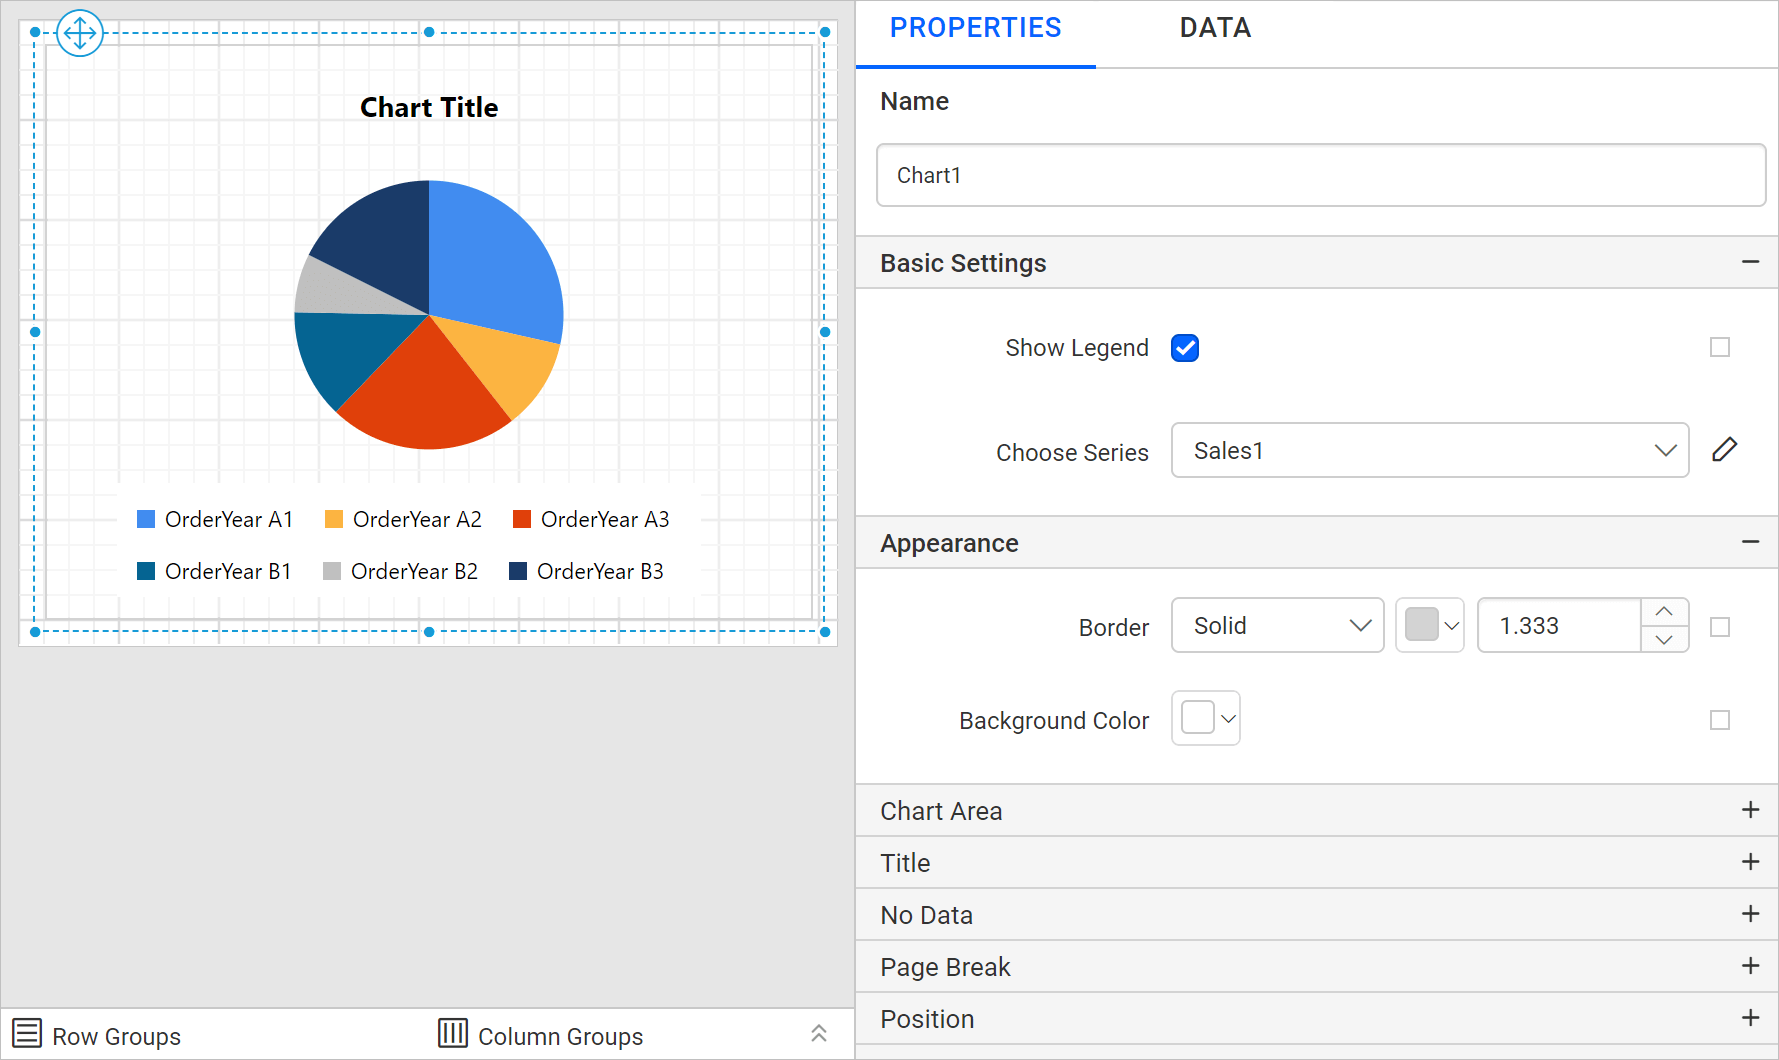 Chart Title
OrderYear A1 OrderYear A2 OrderYear A3
OrderYear B1 OrderYear B2 OrderYear B3
Row Groups Column Groups
PROPERTIES DATA
Name
Chart1
Basic Settings
Show Legend
Choose Series Sales1
Appearance
Border Solid 1.333
Background Color
Chart Area
Title
No Data
Page Break
Position